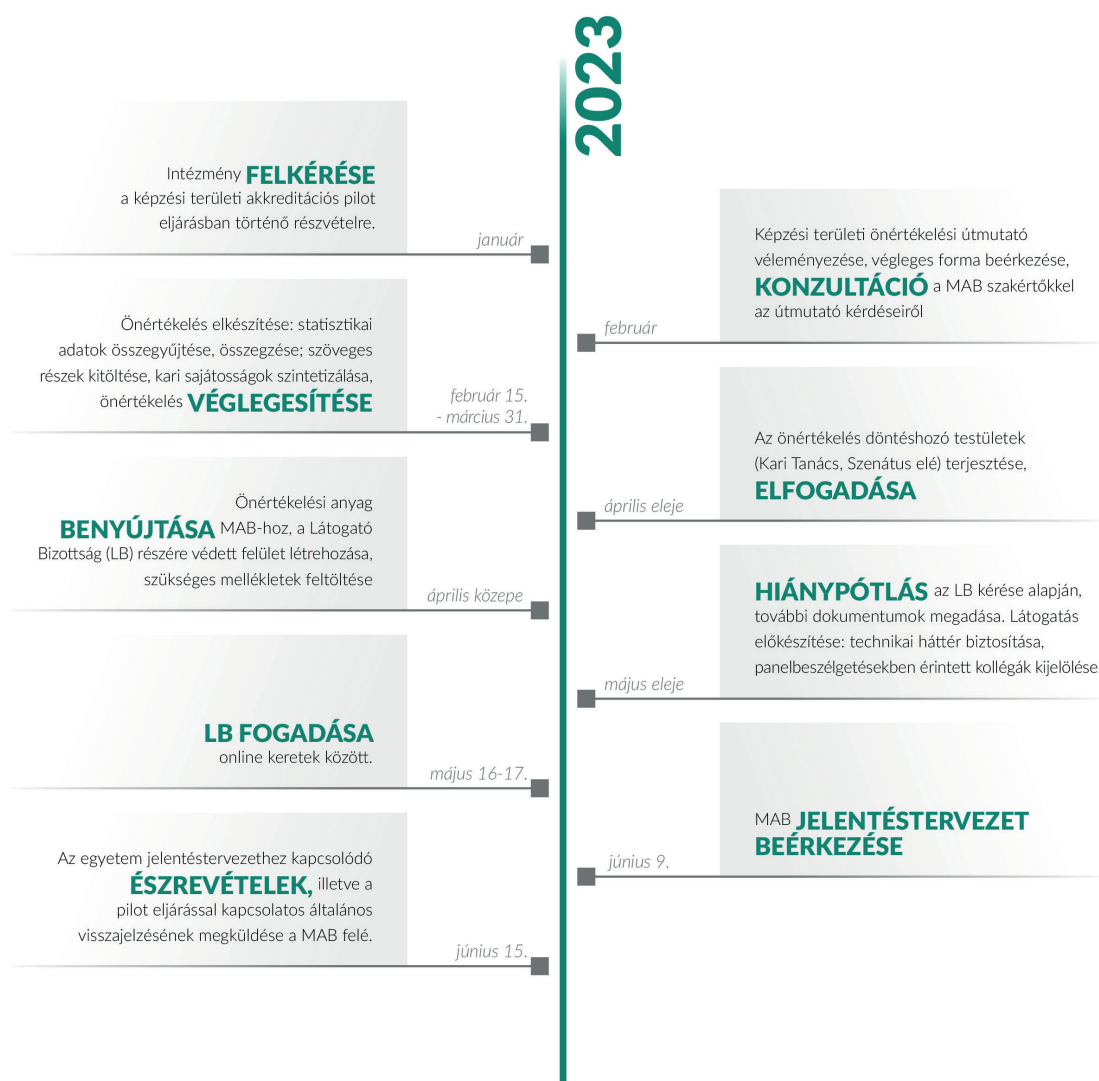 2023
Intézmény FELKÉRÉSE
a képzési területi akkreditációs pilot
eljárásban történő részvételre.
január
Képzési területi önértékelési útmutató
véleményezése, végleges forma beérkezése,
KONZULTÁCIÓ a MAB szakértőkkel
az útmutató kérdéseiről
február
Önértékelés elkészítése: statisztikai
adatok összegyűjtése, összegzése; szöveges
részek kitöltése, kari sajátosságok szintetizálása,
önértékelés VÉGLEGESÍTÉSE
február 15.
- március 31.
Az önértékelés döntéshozó testületek
(Kari Tanács, Szenátus elé) terjesztése,
ELFOGADÁSA
április eleje
Önértékelési anyag
BENYÚJTÁSA MAB-hoz, a Látogató
Bizottság (LB) részére védett felület létrehozása,
szükséges mellékletek feltöltése
április közepe
HIÁNYPÓTLÁS az LB kérése alapján,
további dokumentumok megadása. Látogatás
előkészítése: technikai háttér biztosítása,
panelbeszélgetésekben érintett kollégák kijelölése
május eleje
LB FOGADÁSA
online keretek között.
május 16-17.
MAB JELENTÉSTERVEZET
BEÉRKEZÉSE
június 9.
Az egyetem jelentéstervezethez kapcsolódó
ÉSZREVÉTELEK, illetve a
pilot eljárással kapcsolatos általános
visszajelzésének megküldése a MAB felé.
június 15.